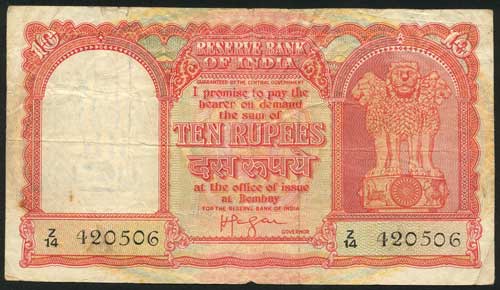 10 10
RESERVE BANK
OF INDIA
GUARANTEED BY THE CENTRAL GOVERNMENT
I promise to pay the
bearer on demand
the sum of
TEN RUPEES
दस रूपये
at the office of issue
at Bombay
FOR THE RESERVE BANK OF INDIA
GOVERNOR
Z/14 420506
Z/14 420506